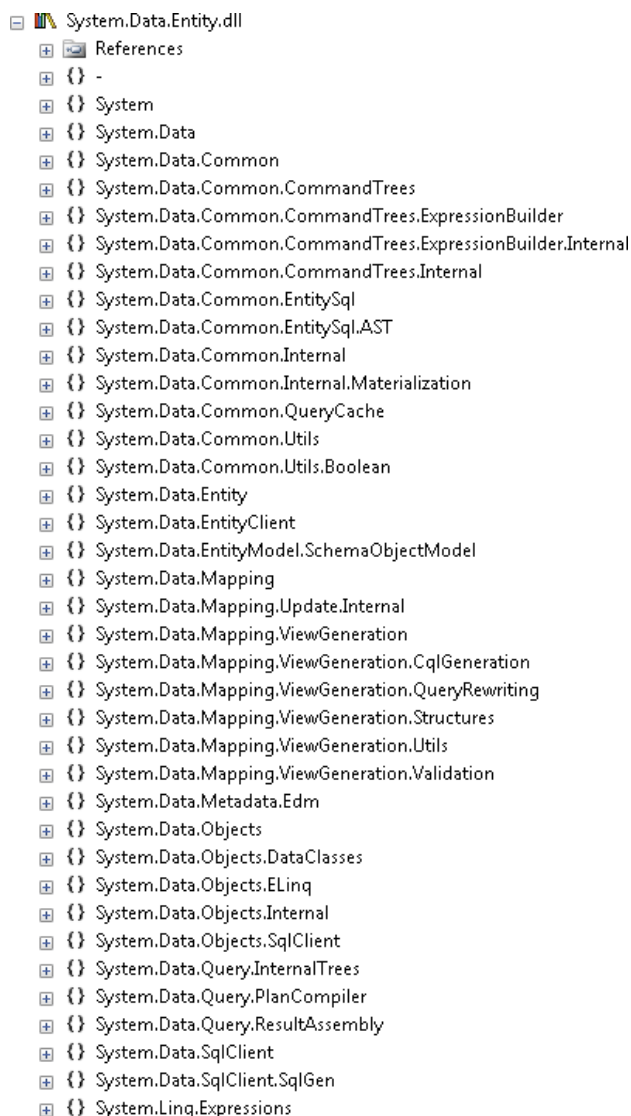 System.Data.Entity.dll
References
{} -
{} System
{} System.Data
{} System.Data.Common
{} System.Data.Common.CommandTrees
{} System.Data.Common.CommandTrees.ExpressionBuilder
{} System.Data.Common.CommandTrees.ExpressionBuilder.Internal
{} System.Data.Common.CommandTrees.Internal
{} System.Data.Common.EntitySql
{} System.Data.Common.EntitySql.AST
{} System.Data.Common.Internal
{} System.Data.Common.Internal.Materialization
{} System.Data.Common.QueryCache
{} System.Data.Common.Utils
{} System.Data.Common.Utils.Boolean
{} System.Data.Entity
{} System.Data.EntityClient
{} System.Data.EntityModel.SchemaObjectModel
{} System.Data.Mapping
{} System.Data.Mapping.Update.Internal
{} System.Data.Mapping.ViewGeneration
{} System.Data.Mapping.ViewGeneration.CqlGeneration
{} System.Data.Mapping.ViewGeneration.QueryRewriting
{} System.Data.Mapping.ViewGeneration.Structures
{} System.Data.Mapping.ViewGeneration.Utils
{} System.Data.Mapping.ViewGeneration.Validation
{} System.Data.Metadata.Edm
{} System.Data.Objects
{} System.Data.Objects.DataClasses
{} System.Data.Objects.ELinq
{} System.Data.Objects.Internal
{} System.Data.Objects.SqlClient
{} System.Data.Query.InternalTrees
{} System.Data.Query.PlanCompiler
{} System.Data.Query.ResultAssembly
{} System.Data.SqlClient
{} System.Data.SqlClient.SqlGen
{} System.Linq.Expressions